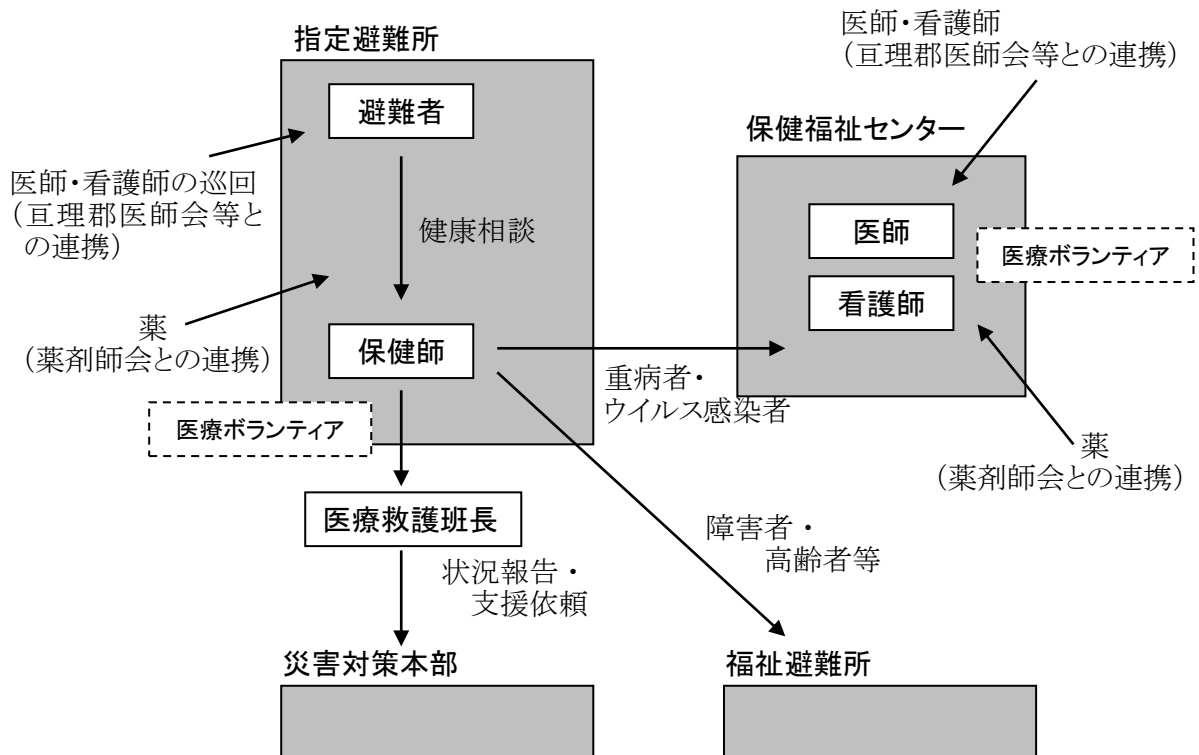 医師・看護師
（亘理郡医師会等との連携）
指定避難所
避難者
保健福祉センター
医師・看護師の巡回
（亘理郡医師会等と
の連携）
健康相談
医師
医療ボランティア
看護師
薬
（薬剤師会との連携）
保健師
重病者・
ウイルス感染者
医療ボランティア
薬
（薬剤師会との連携）
医療救護班長
障害者・
高齢者等
状況報告・
支援依頼
災害対策本部
福祉避難所